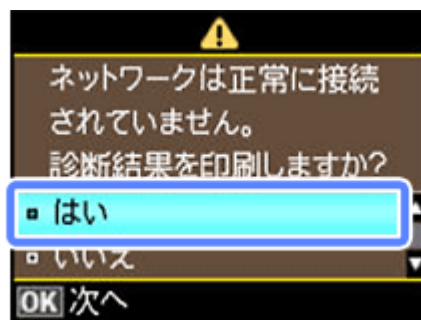 ネットワークは正常に接続
されていません。
診断結果を印刷しますか?
はい
いいえ
OK 次へ